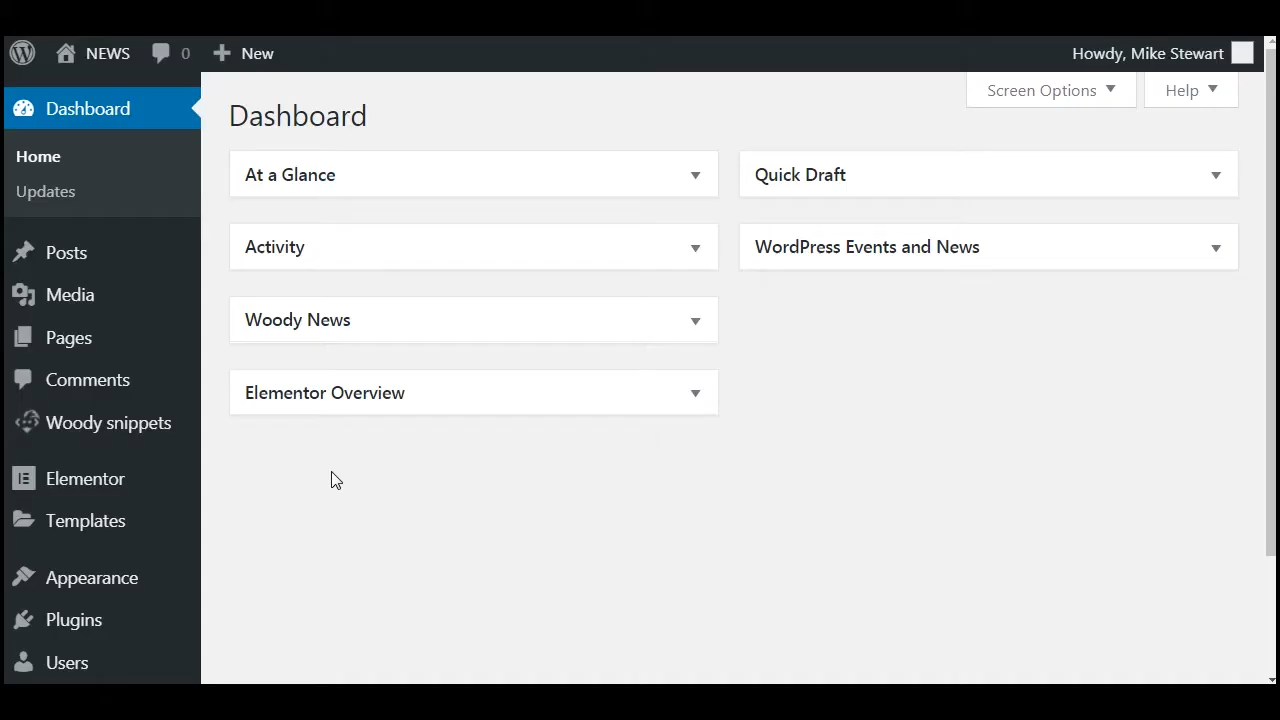 NEWS 0 New Howdy, Mike Stewart
Dashboard
Home
Updates
Posts
Media
Pages
Comments
Woody snippets
Elementor
Templates
Appearance
Plugins
Users
Screen Options Help
Dashboard
At a Glance
Activity
Woody News
Elementor Overview
Quick Draft
WordPress Events and News